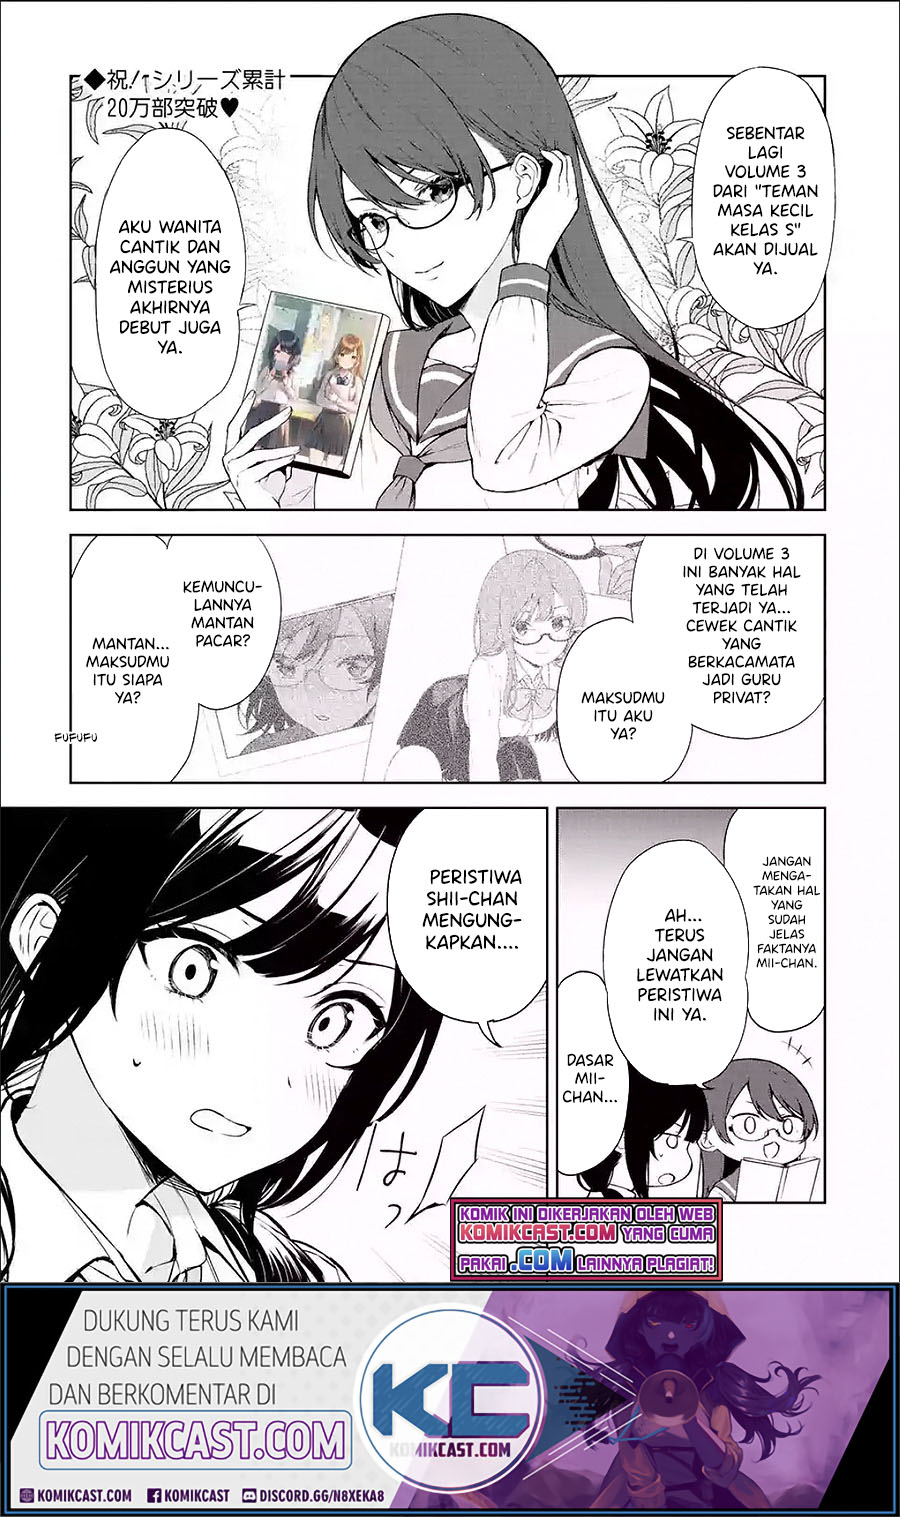 ◆祝！シリーズ累計
20万部突破♥
SEBENTAR
LAGI
VOLUME 3
DARI "TEMAN
MASA KECIL
KELAS S"
AKAN DIJUAL
YA.
AKU WANITA
CANTIK DAN
ANGGUN YANG
MISTERIUS
AKHIRNYA
DEBUT JUGA
YA.
DI VOLUME 3
INI BANYAK HAL
YANG TELAH
TERJADI YA...
CEWEK CANTIK
YANG
BERKACAMATA
JADI GURU
PRIVAT?
MAKSUDMU
ITU AKU
YA?
KEMUNCU-
LANNYA
MANTAN
PACAR?
MANTAN...
MAKSUDMU
ITU SIAPA
YA?
FUFUFU
JANGAN
MENGA-
TAKAN HAL
YANG
SUDAH
JELAS
FAKTANYA
MII-CHAN.
AH...
TERUS
JANGAN
LEWATKAN
PERISTIWA
INI YA.
DASAR
MII-
CHAN...
PERISTIWA
SHII-CHAN
MENGUNG-
KAPKAN....
はっ
KOMIK INI DIKERJAKAN OLEH WEB
KOMIKCAST.COM YANG CUMA
PAKAI .COM LAINNYA PLAGIAT!
DUKUNG TERUS KAMI
DENGAN SELALU MEMBACA
DAN BERKOMENTAR DI
KOMIKCAST.COM
KOMIKCAST.COM KOMIKCAST DISCORD.GG/N8XEKA8
KC
KOMIKCAST.COM